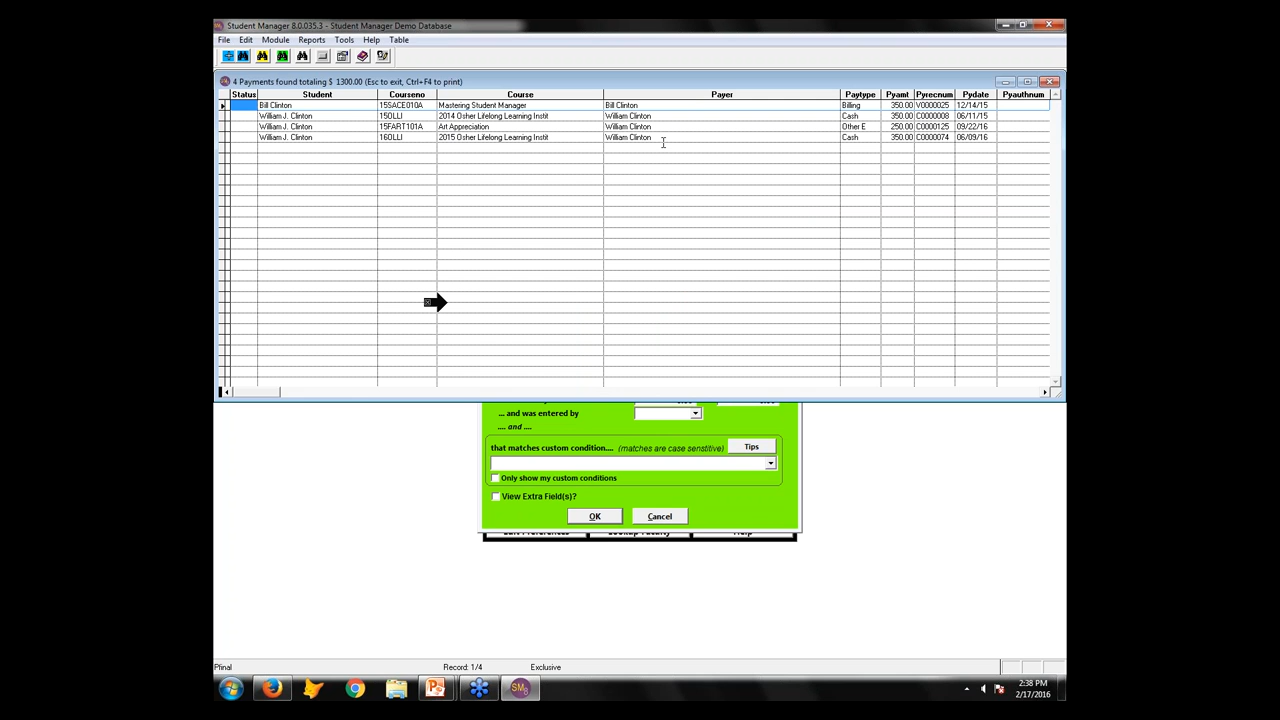 Student Manager 8.0.035.3 - Student Manager Demo Database
File Edit Module Reports Tools Help Table
4 Payments found totaling $ 1300.00 (Esc to exit, Ctrl+F4 to print)
Status Student Courseno Course Payer Paytype Pyamt Pyrecnum Pydate Pyauthnum
Bill Clinton 15SACE010A Mastering Student Manager Bill Clinton Billing 350.00 V0000025 12/14/15
William J. Clinton 15OLLI 2014 Osher Lifelong Learning Instit William Clinton Cash 350.00 C0000008 06/11/15
William J. Clinton 15FART101A Art Appreciation William Clinton Other E 250.00 C0000125 09/22/16
William J. Clinton 16OLLI 2015 Osher Lifelong Learning Instit William Clinton Cash 350.00 C0000074 06/09/16
... and was entered by
.... and ....
that matches custom condition.... (matches are case senstitive) Tips
Only show my custom conditions
View Extra Field(s)?
OK Cancel
Pfinal Record: 1/4 Exclusive
2:38 PM
2/17/2016